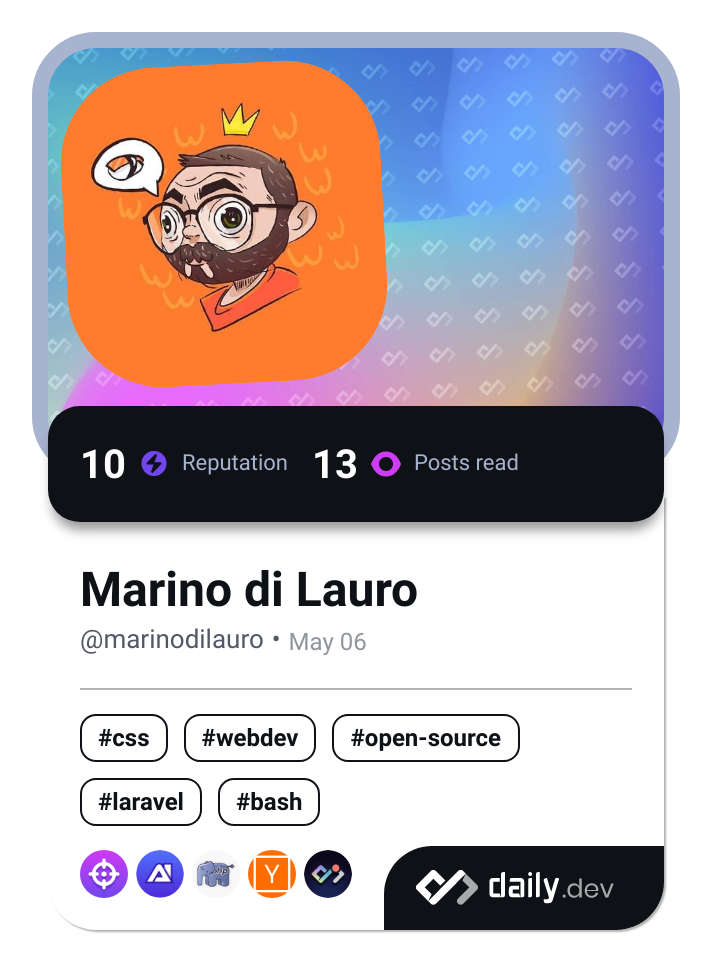 10 Reputation 13 Posts read
Marino di Lauro
@marinodilauro • May 06
#css #webdev #open-source
#laravel #bash
php Y daily.dev